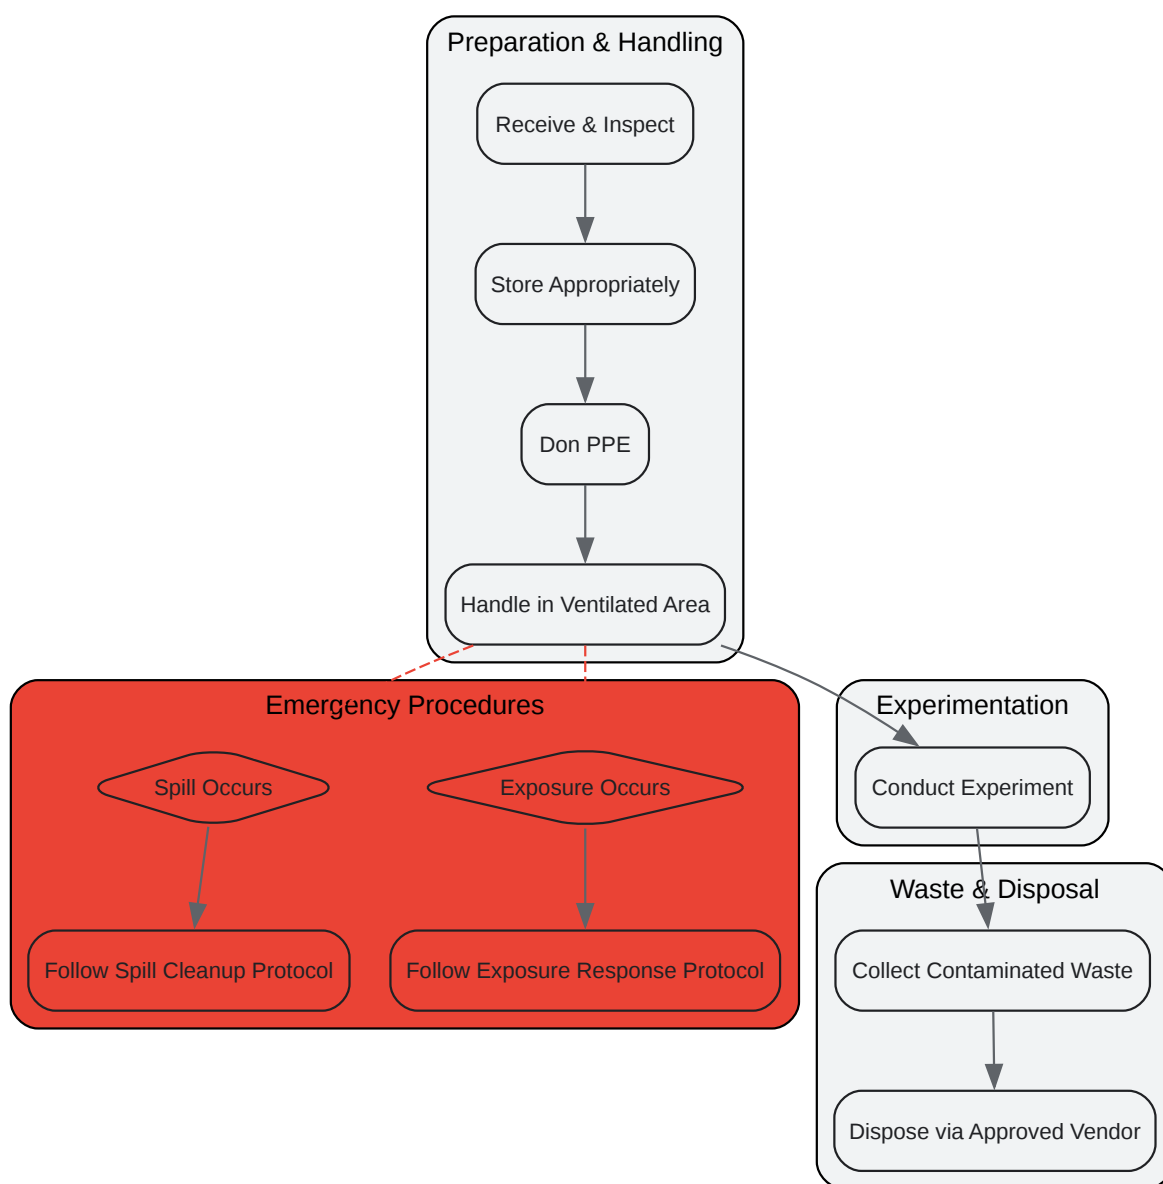 Preparation & Handling
Receive & Inspect
Store Appropriately
Don PPE
Handle in Ventilated Area
Emergency Procedures
Spill Occurs
Exposure Occurs
Follow Spill Cleanup Protocol
Follow Exposure Response Protocol
Experimentation
Conduct Experiment
Waste & Disposal
Collect Contaminated Waste
Dispose via Approved Vendor